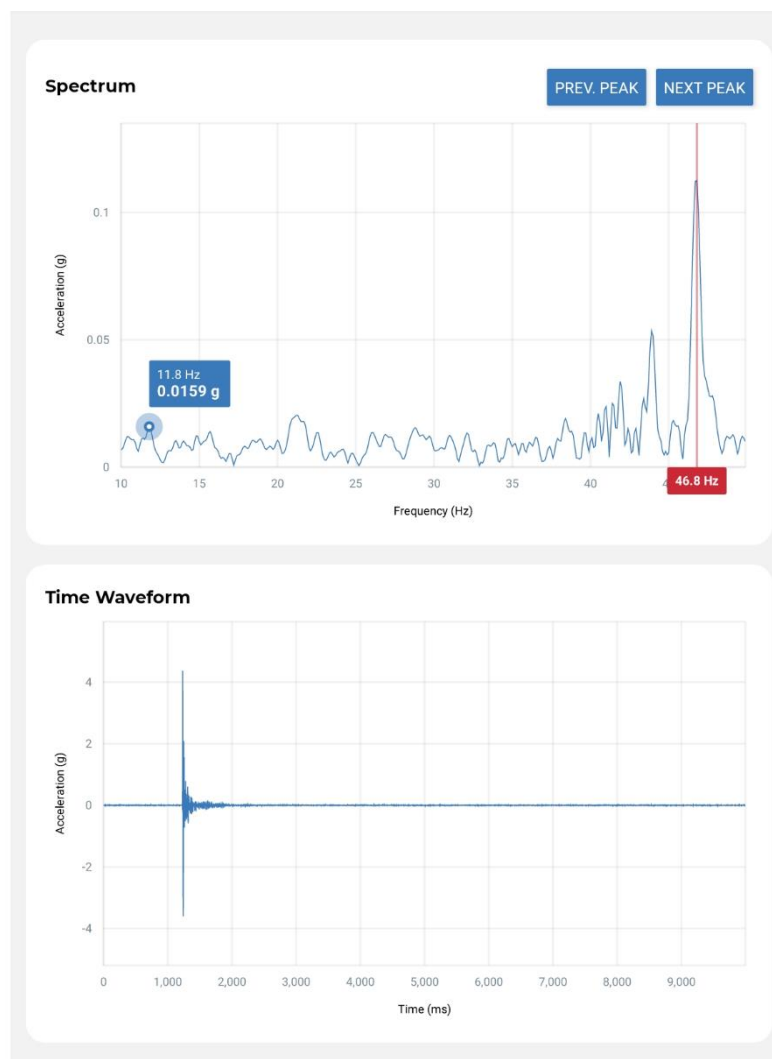 Spectrum
PREV. PEAK
NEXT PEAK
0.1
0.05
0
Acceleration (g)
11.8 Hz
0.0159 g
10 15 20 25 30 35 40
46.8 Hz
Frequency (Hz)
Time Waveform
4
2
0
-2
-4
Acceleration (g)
0 1,000 2,000 3,000 4,000 5,000 6,000 7,000 8,000 9,000
Time (ms)